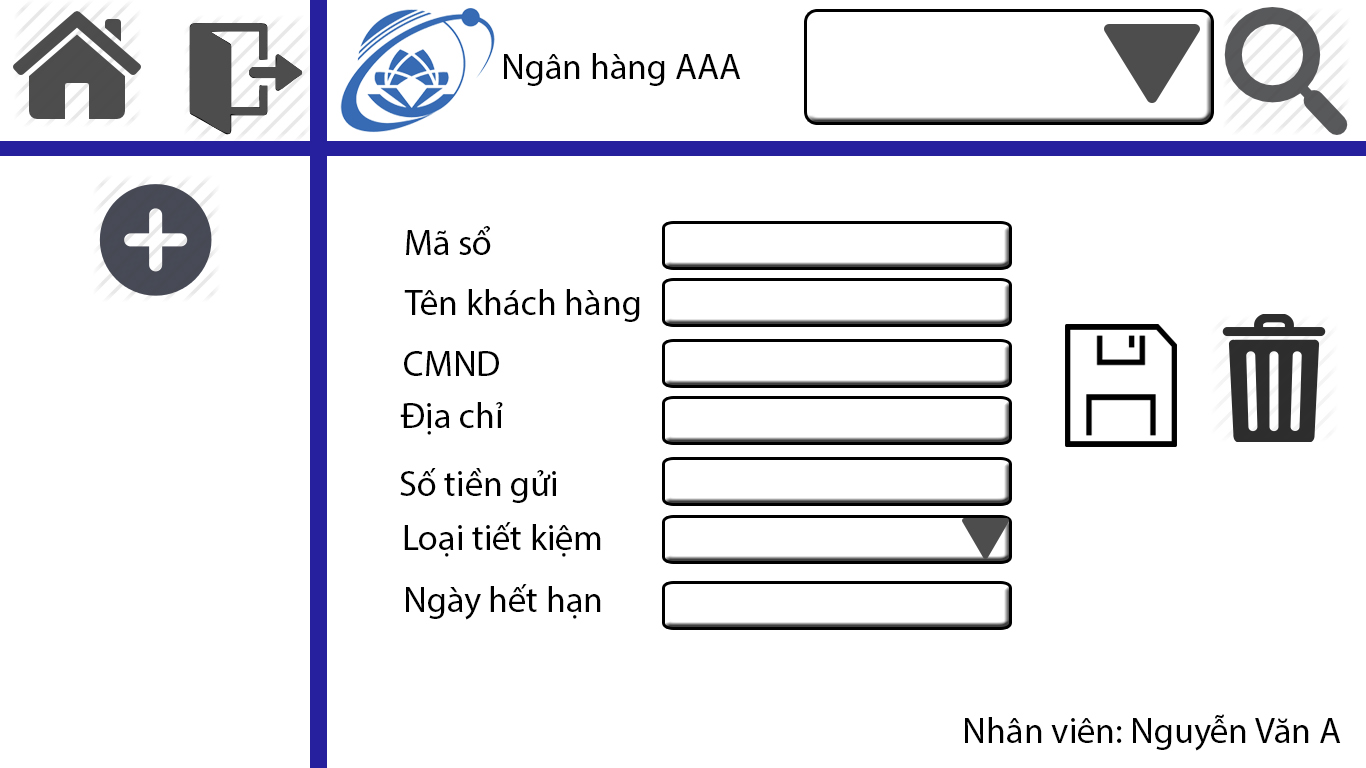 Ngân hàng AAA
Mã sổ
Tên khách hàng
CMND
Địa chỉ
Số tiền gửi
Loại tiết kiệm
Ngày hết hạn
Nhân viên: Nguyễn Văn A